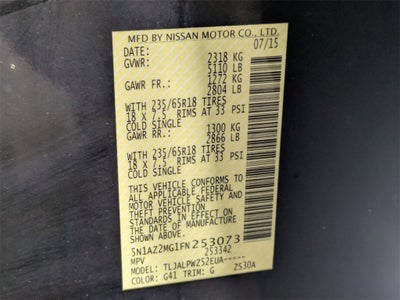 MFD BY NISSAN MOTOR CO., LTD.
DATE: 07/15
GVWR: 2318 KG
5110 LB
GAWR FR.: 1272 KG
2804 LB
WITH 235/65R18 TIRES
18 X 7.5 RIMS AT 33 PSI
COLD SINGLE
GAWR RR.: 1300 KG
2866 LB
WITH 235/65R18 TIRES
18 X 7.5 RIMS AT 33 PSI
COLD SINGLE
THIS VEHICLE CONFORMS TO ALL
APPLICABLE FEDERAL
MOTOR VEHICLE SAFETY AND
THEFT PREVENTION
STANDARDS IN EFFECT ON THE
DATE OF MANUFACTURE
SHOWN ABOVE.
5N1AZ2MG1FN253073
MPV 253342
MODEL: TLJALPWZ52EUA-----
COLOR: G41 TRIM: G ZS30A